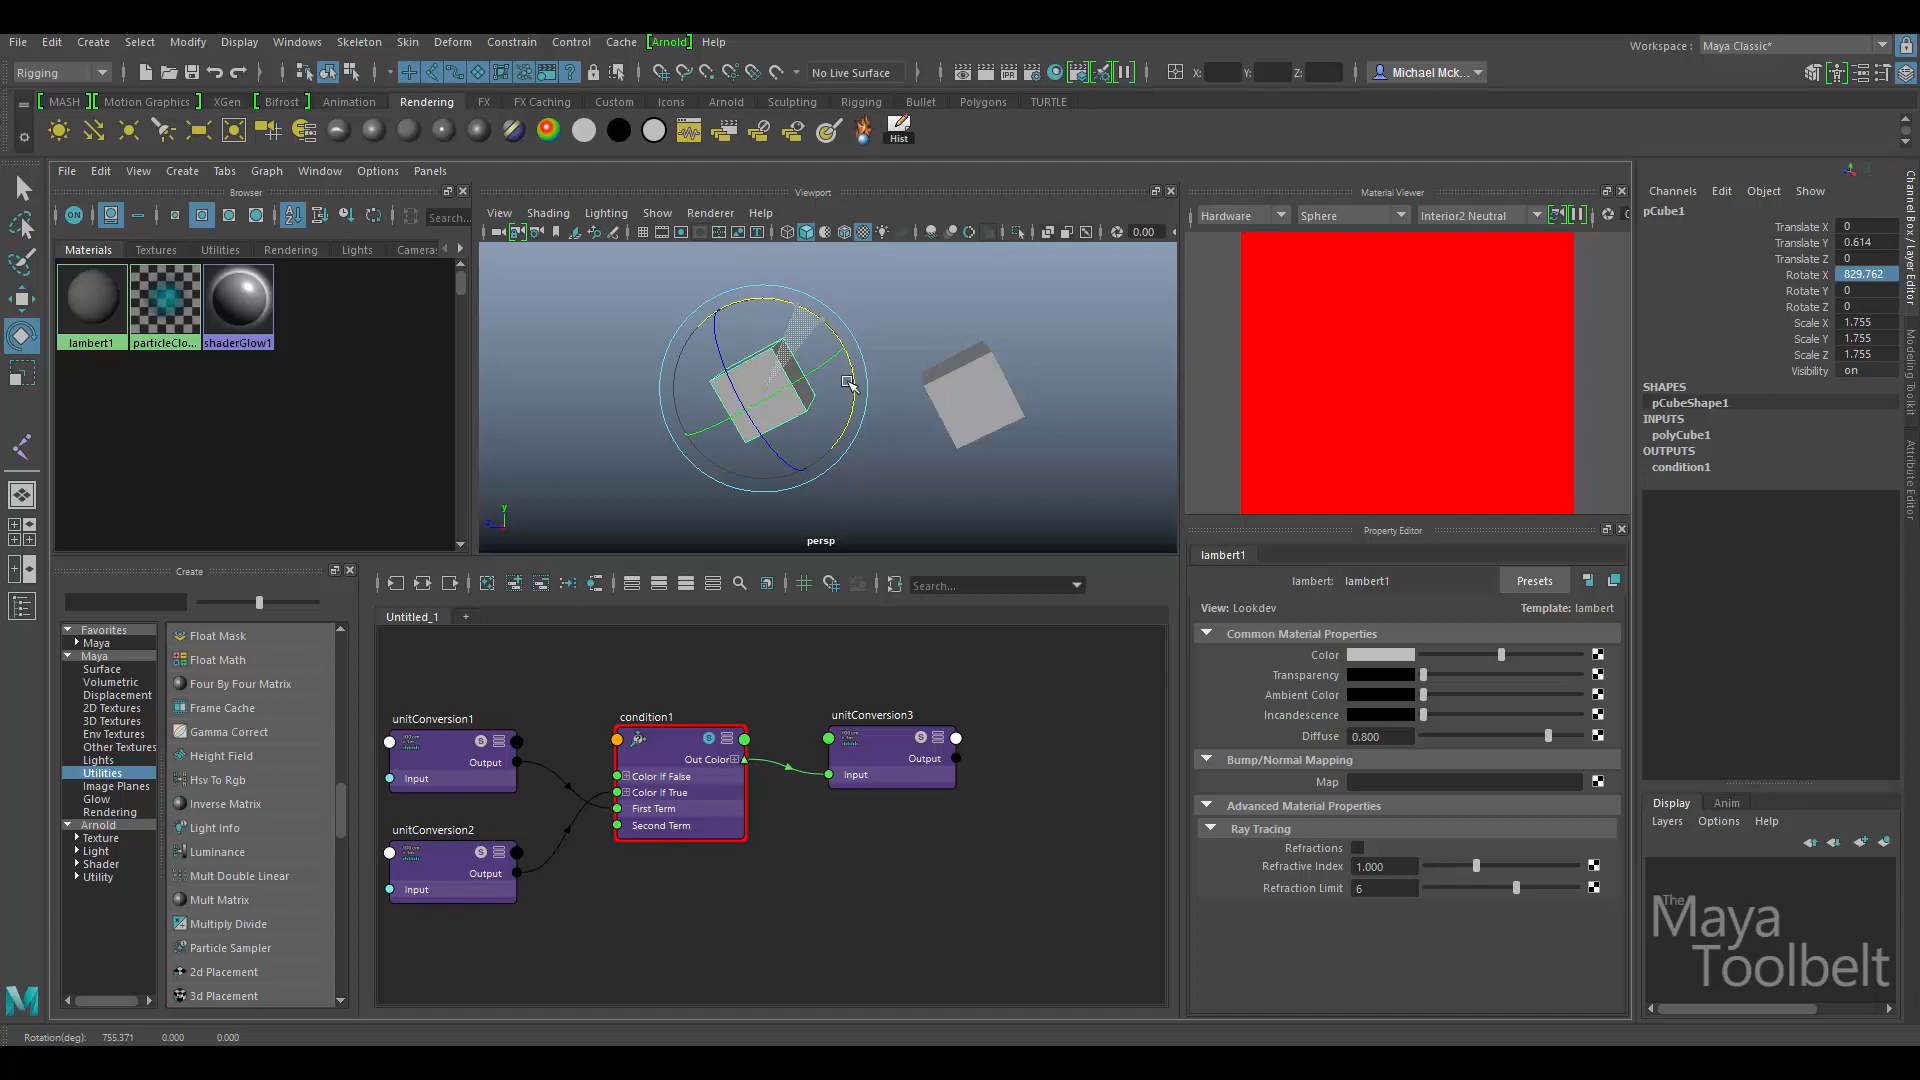 File Edit Create Select Modify Display Windows Skeleton Skin Deform Constrain Control Cache [Arnold] Help
Workspace : Maya Classic*
Rigging No Live Surface X: Y: Z: Michael Mck...
MASH Motion Graphics XGen Bifrost Animation Rendering FX FX Caching Custom Icons Arnold Sculpting Rigging Bullet Polygons TURTLE
IPR
Hist
File Edit View Create Tabs Graph Window Options Panels
Browser
ON
Search...
Materials Textures Utilities Rendering Lights Camera
lambert1 particleClo... shaderGlow1
Viewport
View Shading Lighting Show Renderer Help
0.00
y
z
persp
Material Viewer
Hardware Sphere Interior2 Neutral
Channels Edit Object Show
pCube1
Translate X 0
Translate Y 0.614
Translate Z 0
Rotate X 829.762
Rotate Y 0
Rotate Z 0
Scale X 1.755
Scale Y 1.755
Scale Z 1.755
Visibility on
SHAPES
pCubeShape1
INPUTS
polyCube1
OUTPUTS
condition1
Channel Box / Layer Editor
Modeling Toolkit
Attribute Editor
Create
Favorites
Maya
Maya
Surface
Volumetric
Displacement
2D Textures
3D Textures
Env Textures
Other Textures
Lights
Utilities
Image Planes
Glow
Rendering
Arnold
Texture
Light
Shader
Utility
Float Mask
Float Math
Four By Four Matrix
Frame Cache
Gamma Correct
Height Field
Hsv To Rgb
Inverse Matrix
Light Info
Luminance
Mult Double Linear
Mult Matrix
Multiply Divide
Particle Sampler
2d Placement
3d Placement
Search...
Untitled_1 +
unitConversion1
Output
Input
unitConversion2
Output
Input
condition1
Out Color
Color If False
Color If True
First Term
Second Term
unitConversion3
Output
Input
Property Editor
lambert1
lambert: lambert1 Presets
View: Lookdev Template: lambert
Common Material Properties
Color
Transparency
Ambient Color
Incandescence
Diffuse 0.800
Bump/Normal Mapping
Map
Advanced Material Properties
Ray Tracing
Refractions
Refractive Index 1.000
Refraction Limit 6
Display Anim
Layers Options Help
The
Maya
Toolbelt
Rotation(deg): 755.371 0.000 0.000